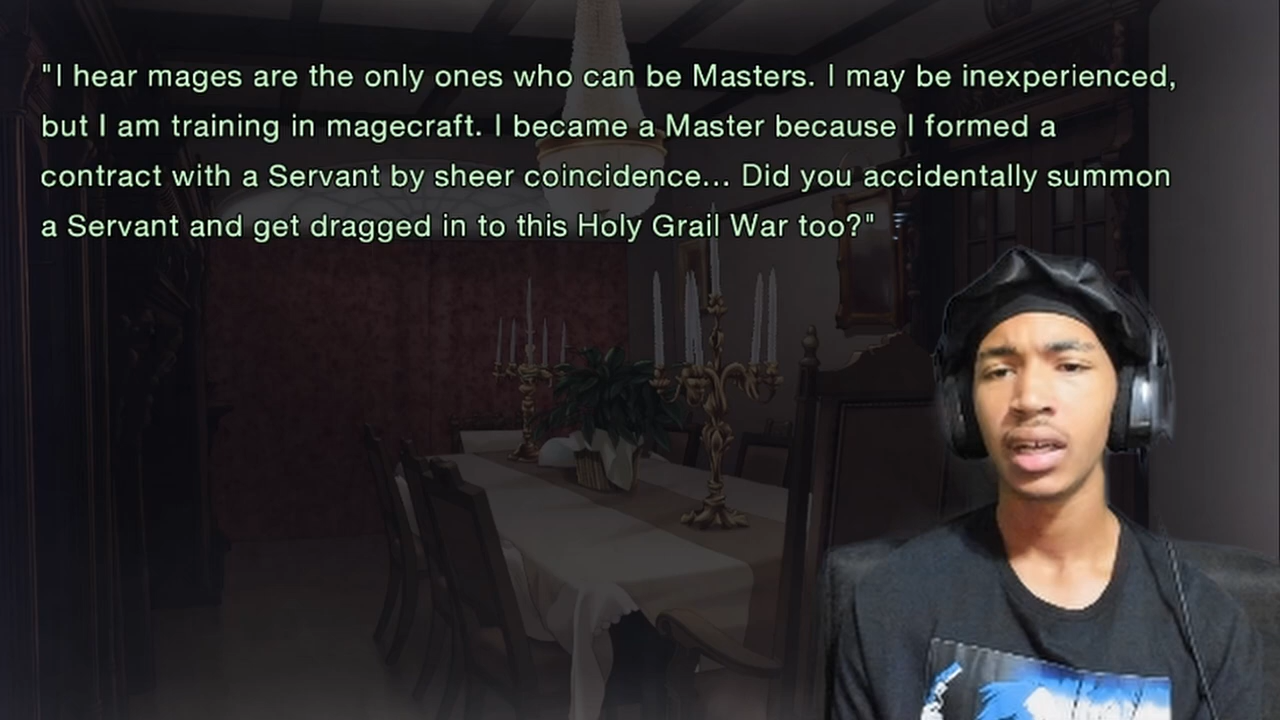 "I hear mages are the only ones who can be Masters. I may be inexperienced,
but I am training in magecraft. I became a Master because I formed a
contract with a Servant by sheer coincidence... Did you accidentally summon
a Servant and get dragged in to this Holy Grail War too?"